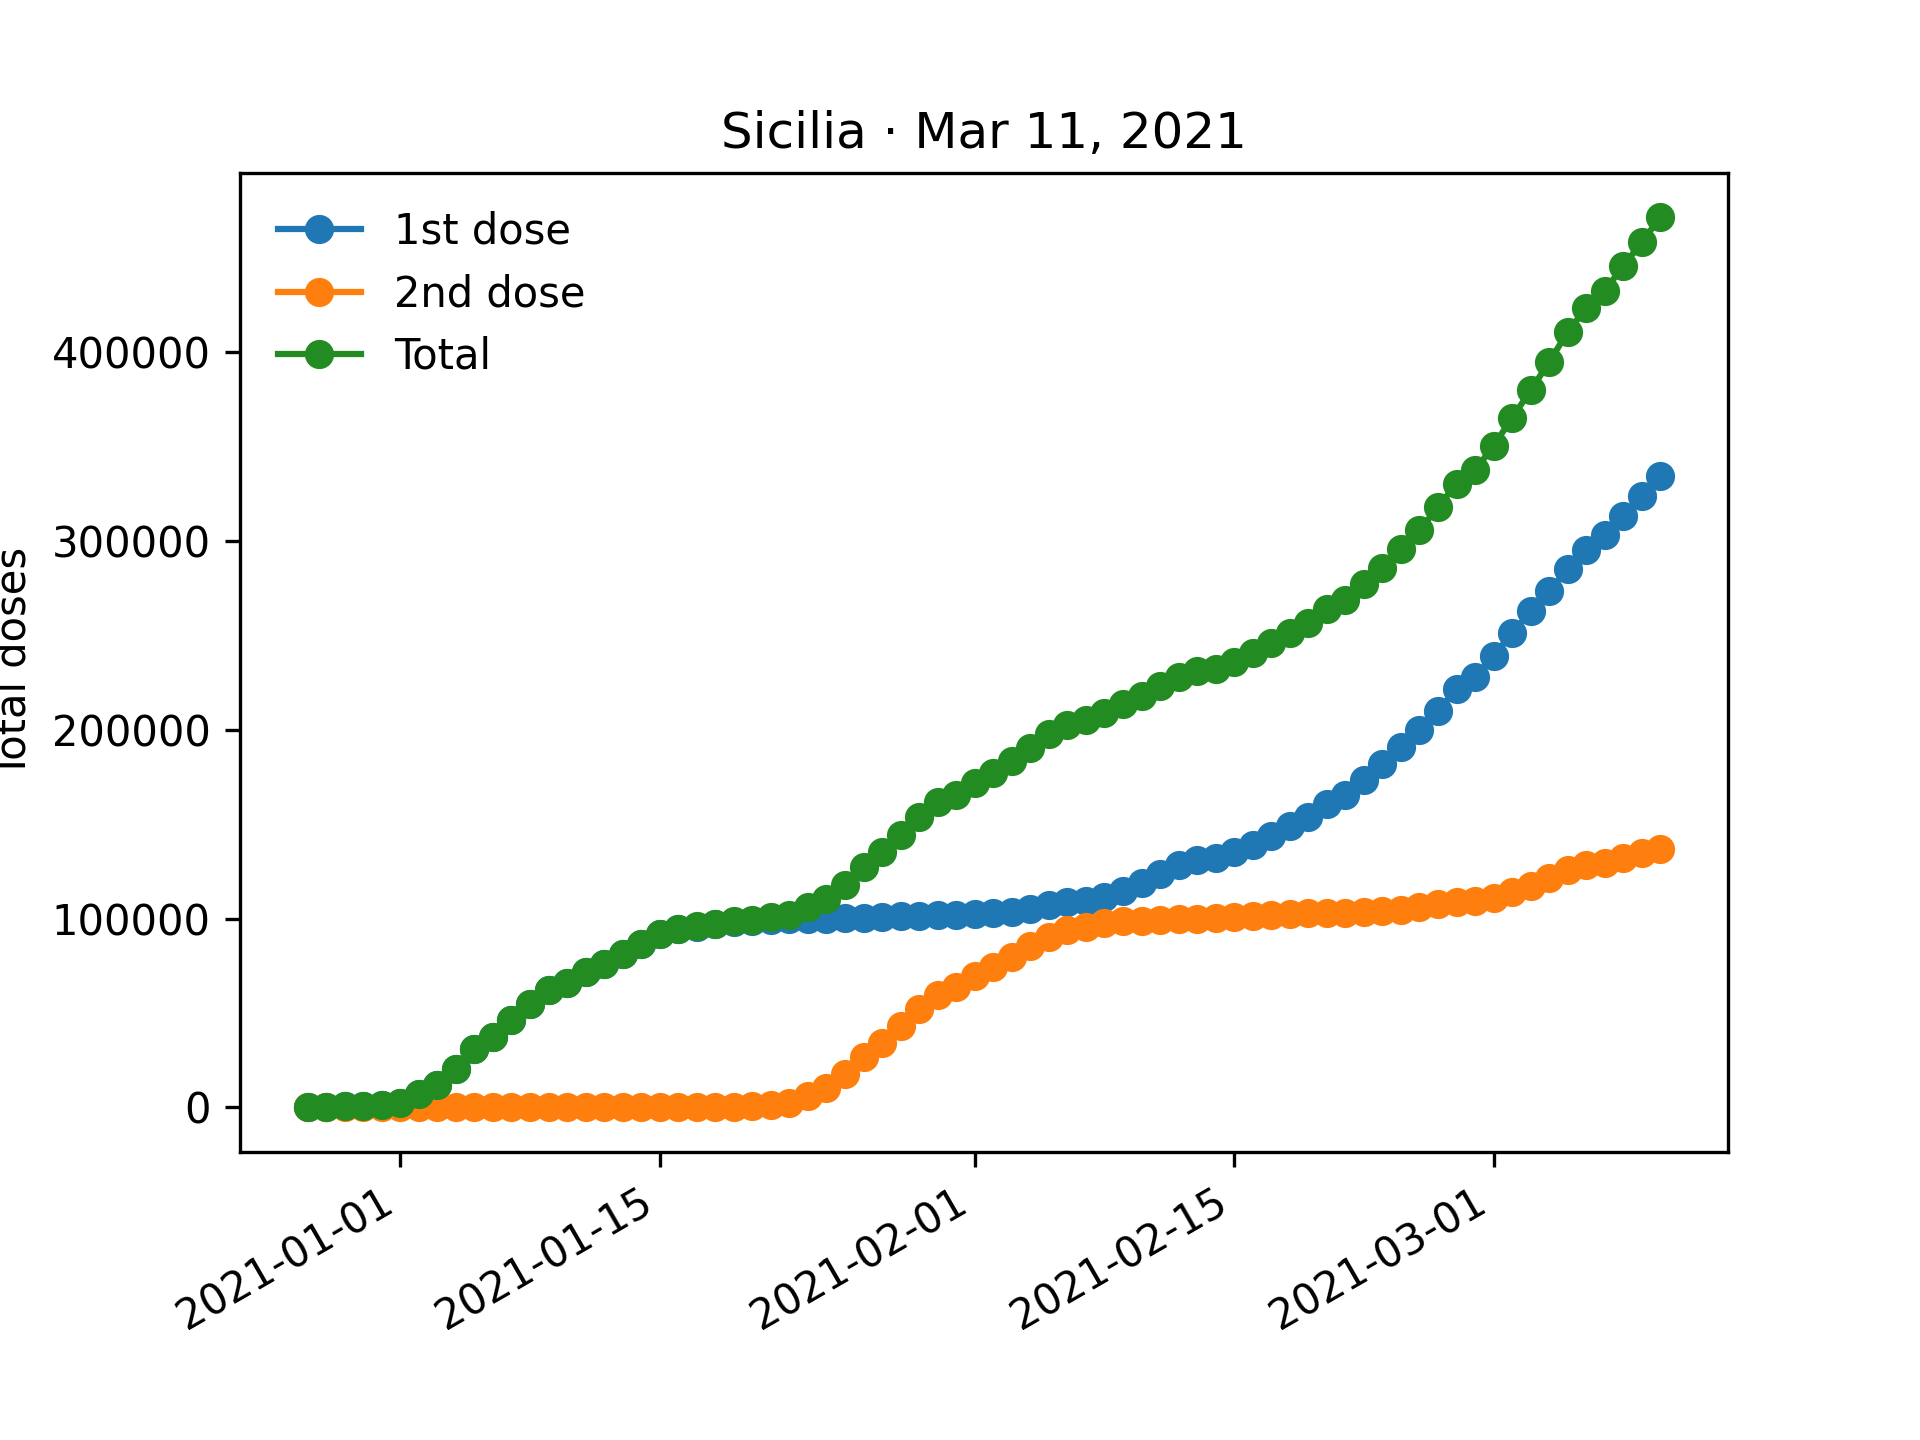 Sicilia · Mar 11, 2021
1st dose
2nd dose
Total
Total doses
400000
300000
200000
100000
0
2021-01-01
2021-01-15
2021-02-01
2021-02-15
2021-03-01